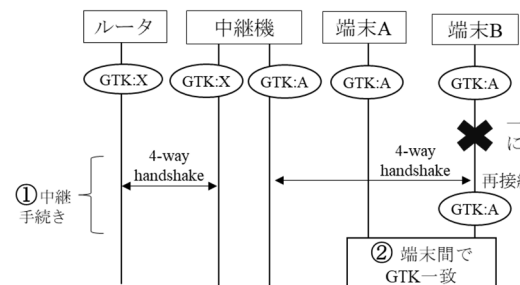 ルータ
中継機
端末A
端末B
GTK:X
GTK:X
GTK:A
GTK:A
GTK:A
に
4-way
handshake
4-way
handshake
①中継
手続き
再接続
GTK:A
② 端末間で
GTK一致